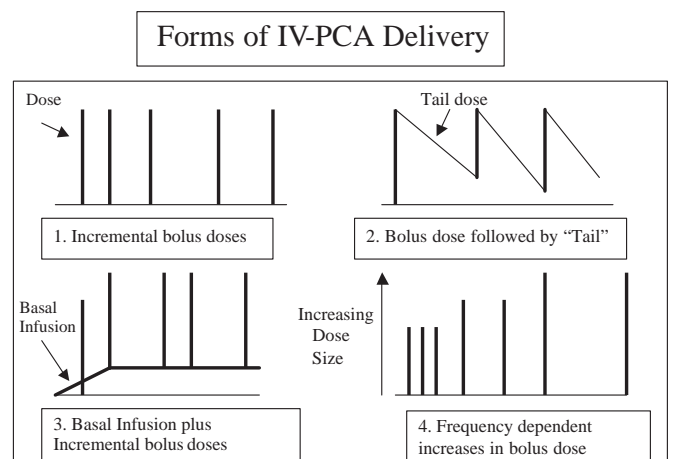 Forms of IV-PCA Delivery
Dose
1. Incremental bolus doses
Tail dose
2. Bolus dose followed by “Tail”
Basal
Infusion
3. Basal Infusion plus
Incremental bolus doses
Increasing
Dose
Size
4. Frequency dependent
increases in bolus dose